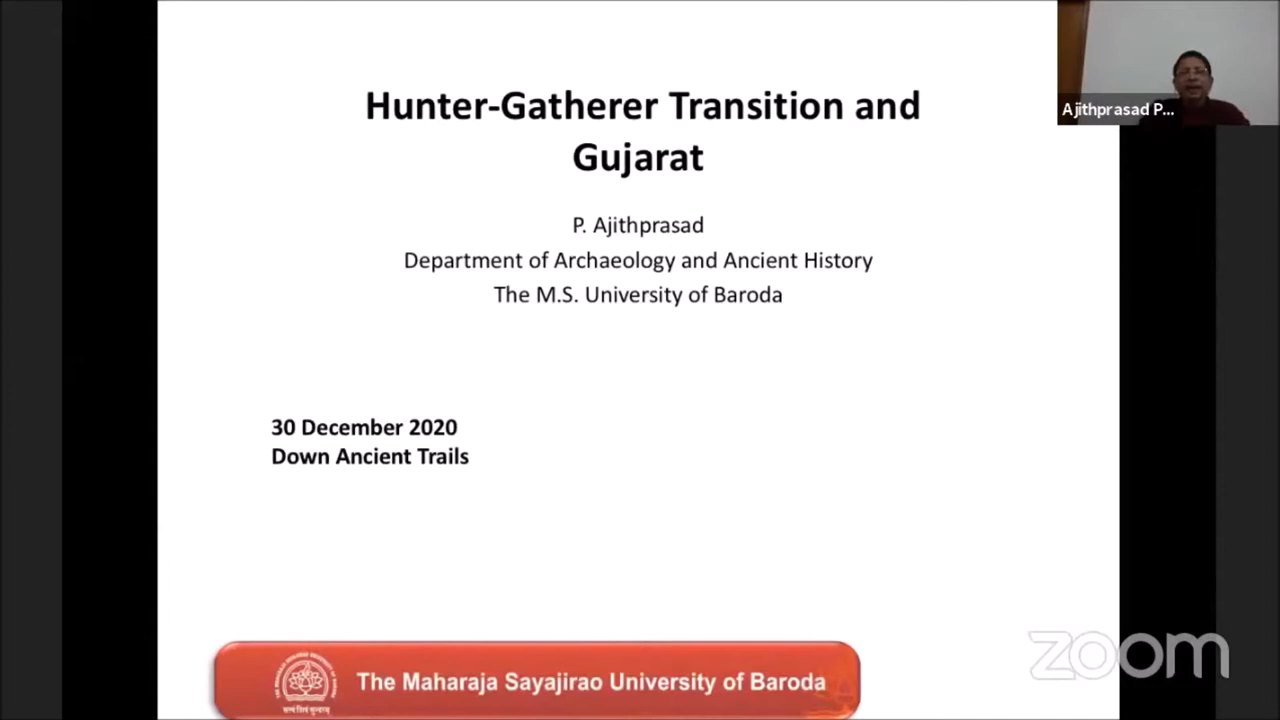 Hunter-Gatherer Transition and
Gujarat
Ajithprasad P...
P. Ajithprasad
Department of Archaeology and Ancient History
The M.S. University of Baroda
30 December 2020
Down Ancient Trails
zoom
The Maharaja Sayajirao University of Baroda